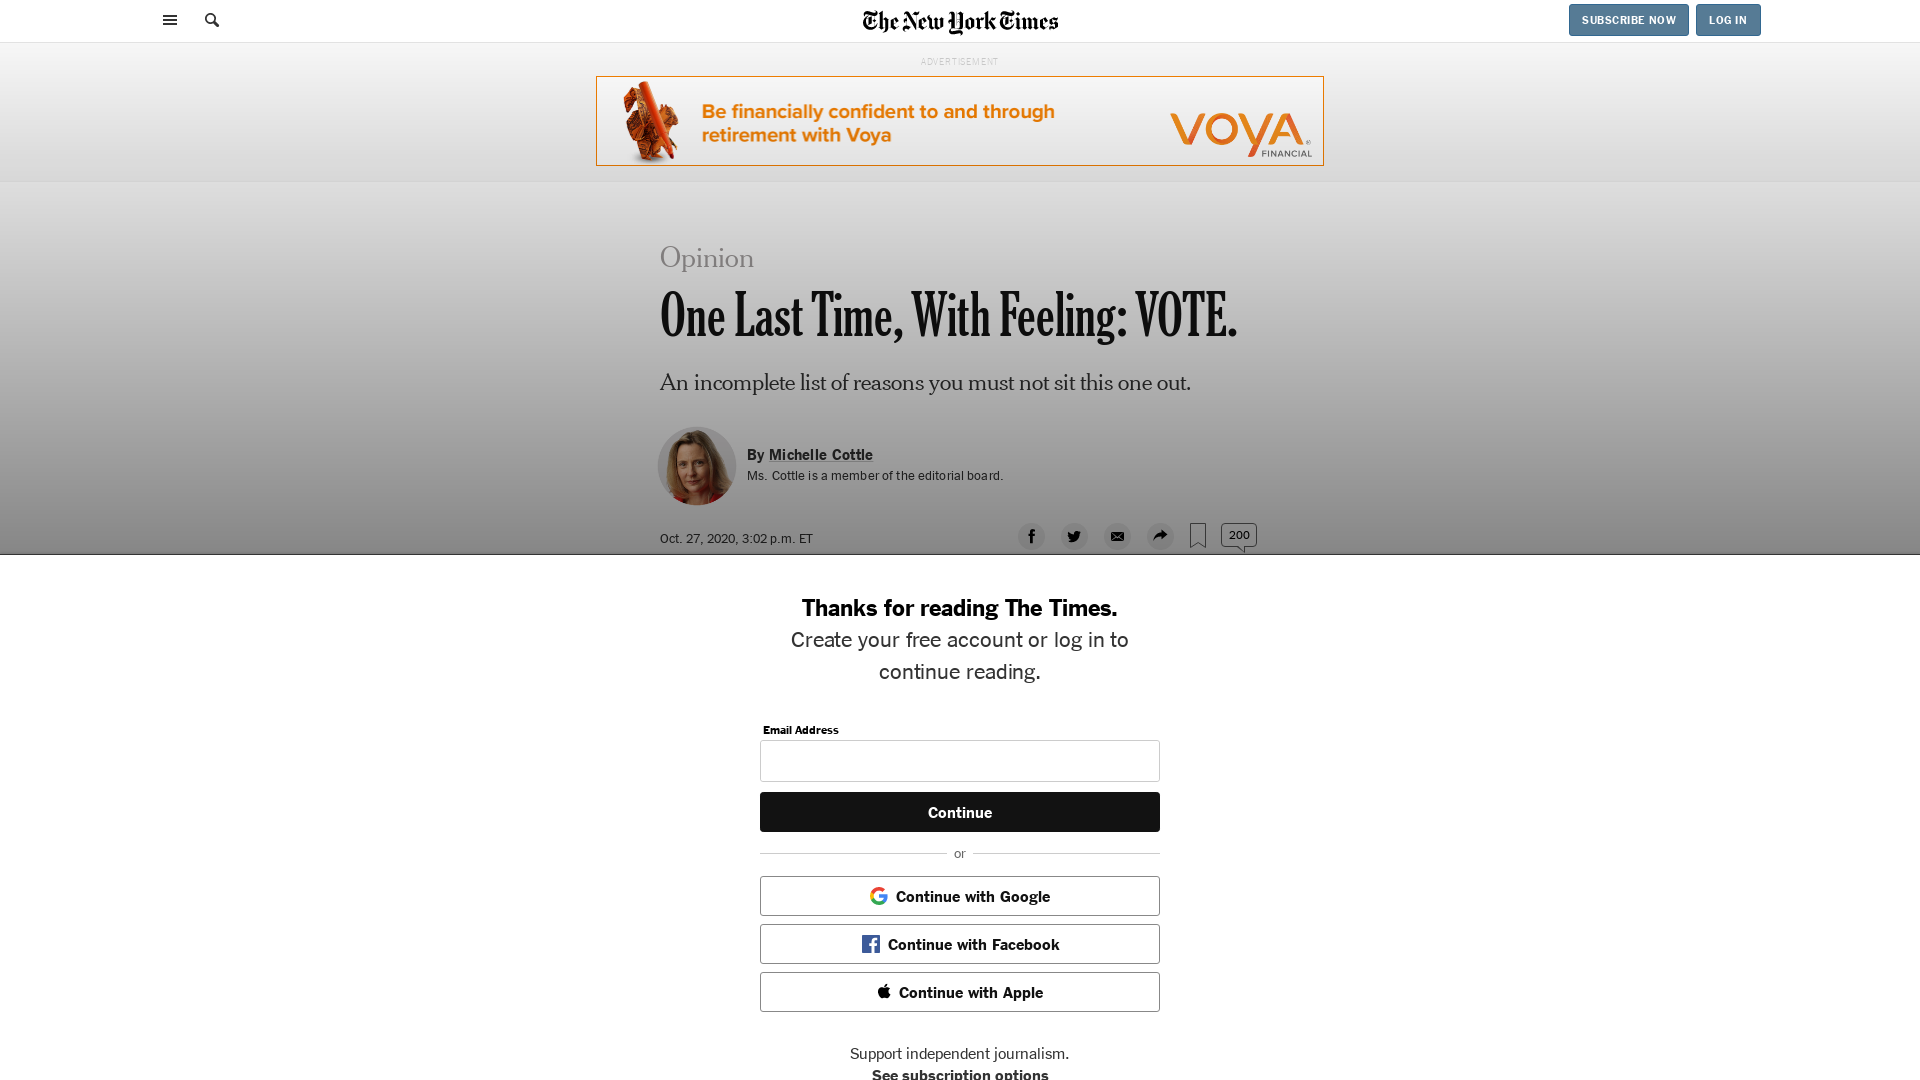 The New York Times
SUBSCRIBE NOW
LOG IN
ADVERTISEMENT
Be financially confident to and through
retirement with Voya
VOYA®
FINANCIAL
Opinion
One Last Time, With Feeling: VOTE.
An incomplete list of reasons you must not sit this one out.
By Michelle Cottle
Ms. Cottle is a member of the editorial board.
Oct. 27, 2020, 3:02 p.m. ET
200
Thanks for reading The Times.
Create your free account or log in to
continue reading.
Email Address
Continue
or
Continue with Google
Continue with Facebook
Continue with Apple
Support independent journalism.
See subscription options